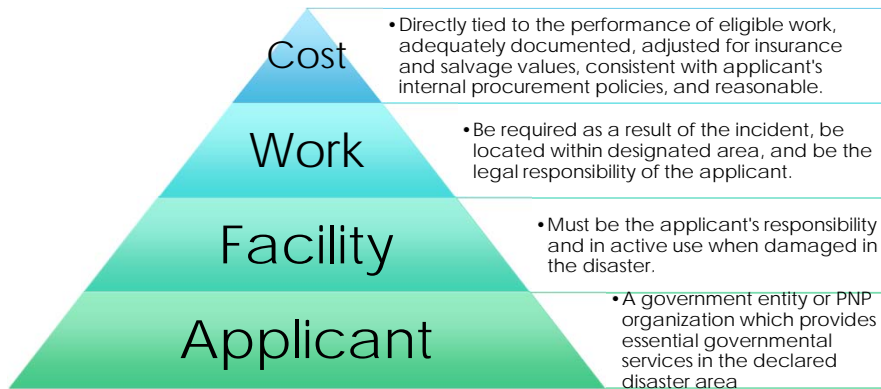 Cost
•Directly tied to the performance of eligible work,
adequately documented, adjusted for insurance
and salvage values, consistent with applicant's
internal procurement policies, and reasonable.
Work
•Be required as a result of the incident, be
located within designated area, and be the
legal responsibility of the applicant.
Facility
•Must be the applicant's responsibility
and in active use when damaged in
the disaster.
Applicant
•A government entity or PNP
organization which provides
essential governmental
services in the declared
disaster area